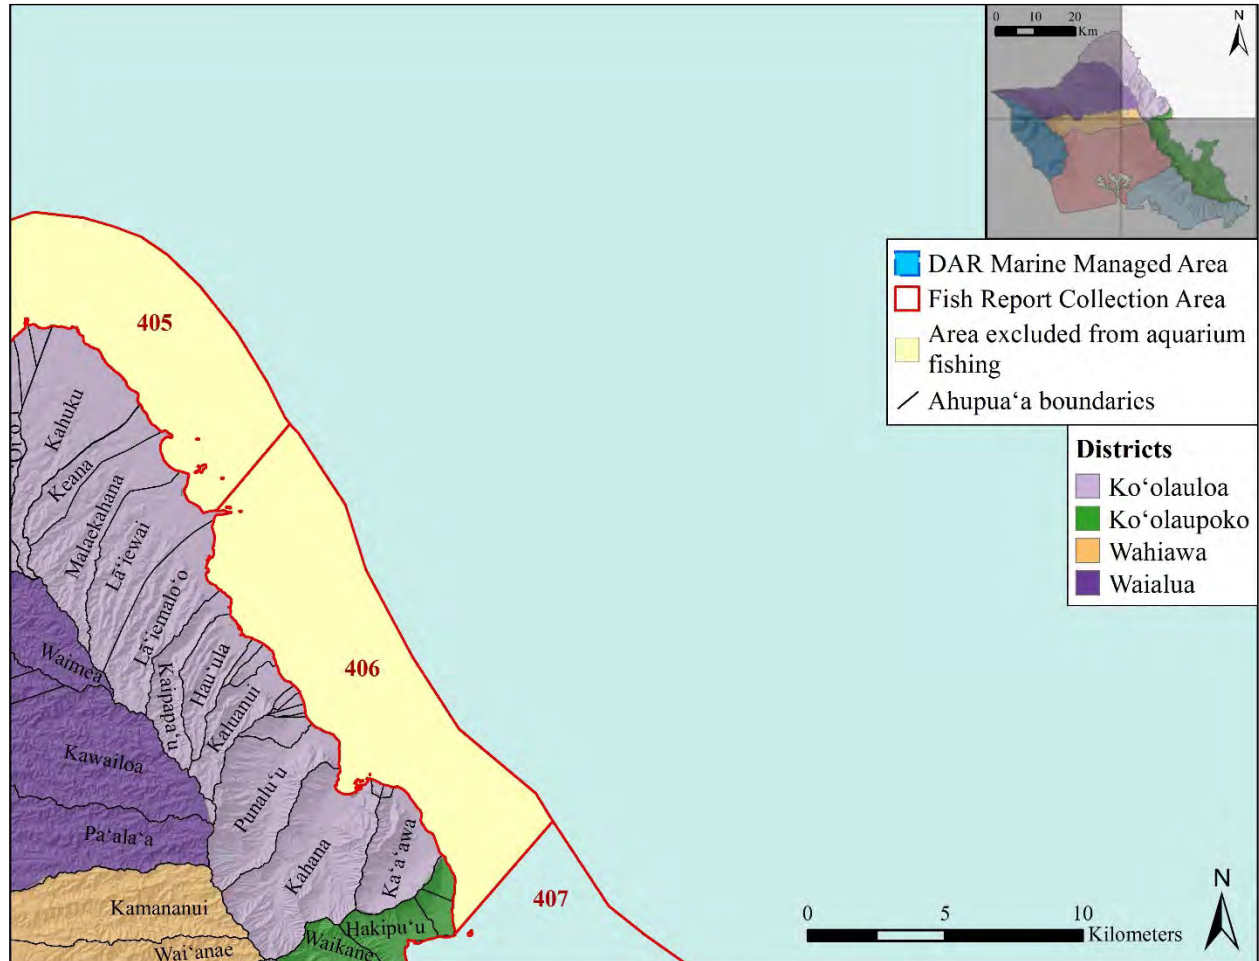 N
0 10 20
Km
DAR Marine Managed Area
Fish Report Collection Area
Area excluded from aquarium
fishing
Ahupuaʻa boundaries
Districts
Koʻolauloa
Koʻolaupoko
Wahiawa
Waialua
405
Kahuku
Keana
Malaekahana
Lāʻiewai
Lāʻiemaloʻo
406
Waimea
Kaipapaʻu
Hauʻula
Kaluanui
Kawailoa
Punaluʻu
Paʻalaʻa
Kahana
Kaʻaʻawa
407
Kamananui
Hakipuʻu
Waikane
Waiʻanae
N
0 5 10
Kilometers